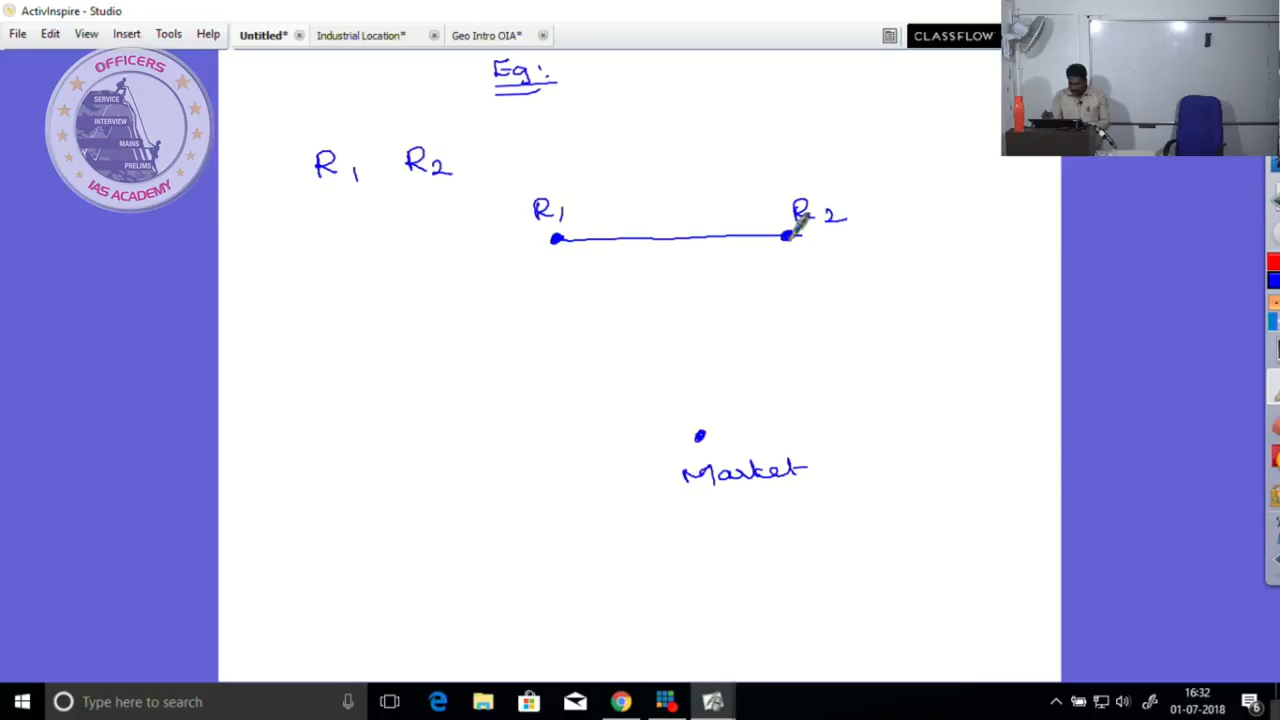 ActivInspire - Studio
File Edit View Insert Tools Help
Untitled* Industrial Location* Geo Intro OIA* CLASSFLOW
OFFICERS
SERVICE
INTERVIEW
MAINS
PRELIMS
IAS ACADEMY
Eg:
R1 R2
R1 R2
Market
Type here to search
16:32
01-07-2018
6